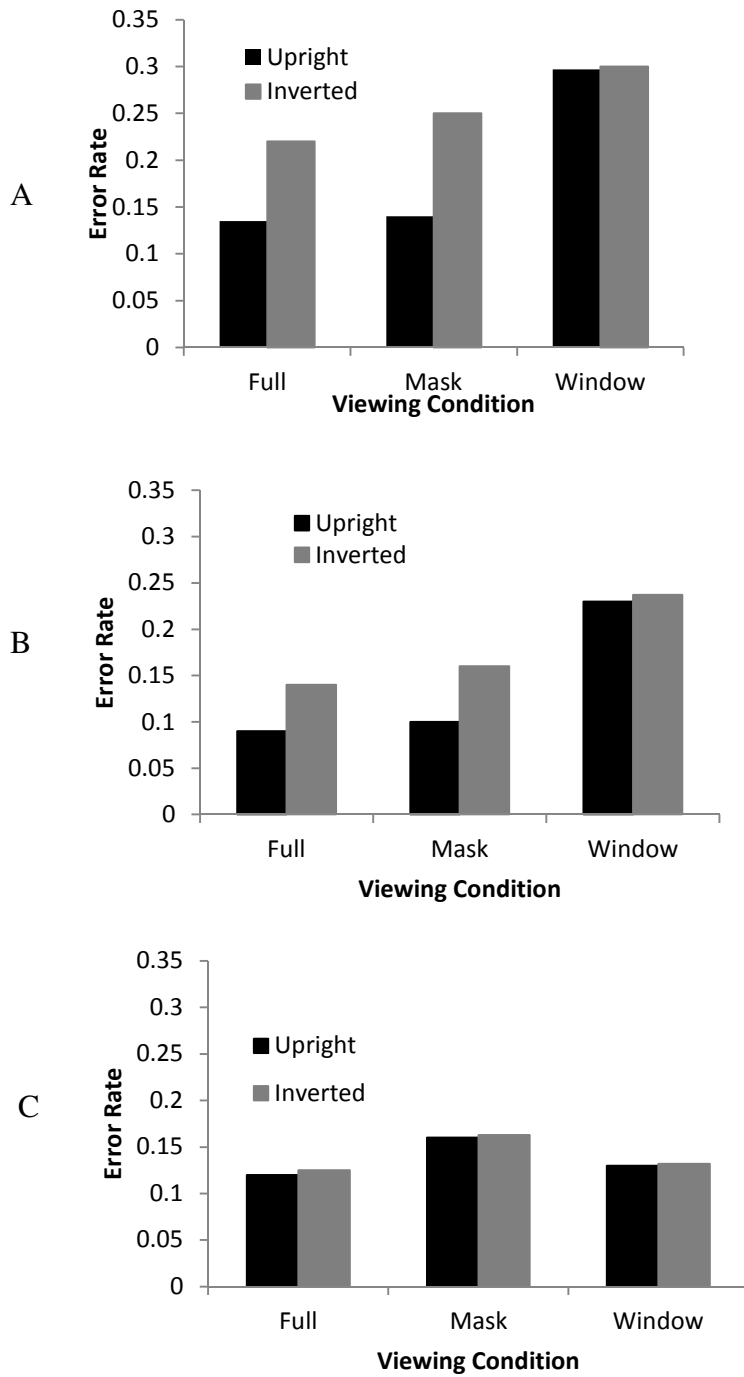 A
Error Rate
0.35
0.3
0.25
0.2
0.15
0.1
0.05
0
Upright
Inverted
Full Mask Window
Viewing Condition
B
Error Rate
0.35
0.3
0.25
0.2
0.15
0.1
0.05
0
Upright
Inverted
Full Mask Window
Viewing Condition
C
Error Rate
0.35
0.3
0.25
0.2
0.15
0.1
0.05
0
Upright
Inverted
Full Mask Window
Viewing Condition